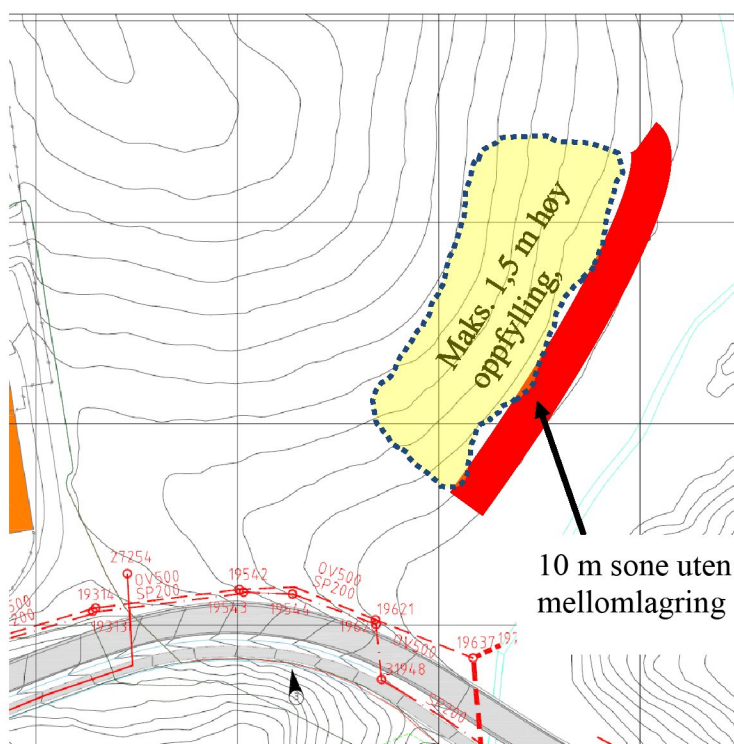 Maks. 1,5 m høy
oppfylling,
10 m sone uten
mellomlagring
27254
OV500
SP200
19314
19313
19542
19543
19544
OV500
SP200
19621
OV500
19637
31948
SP200